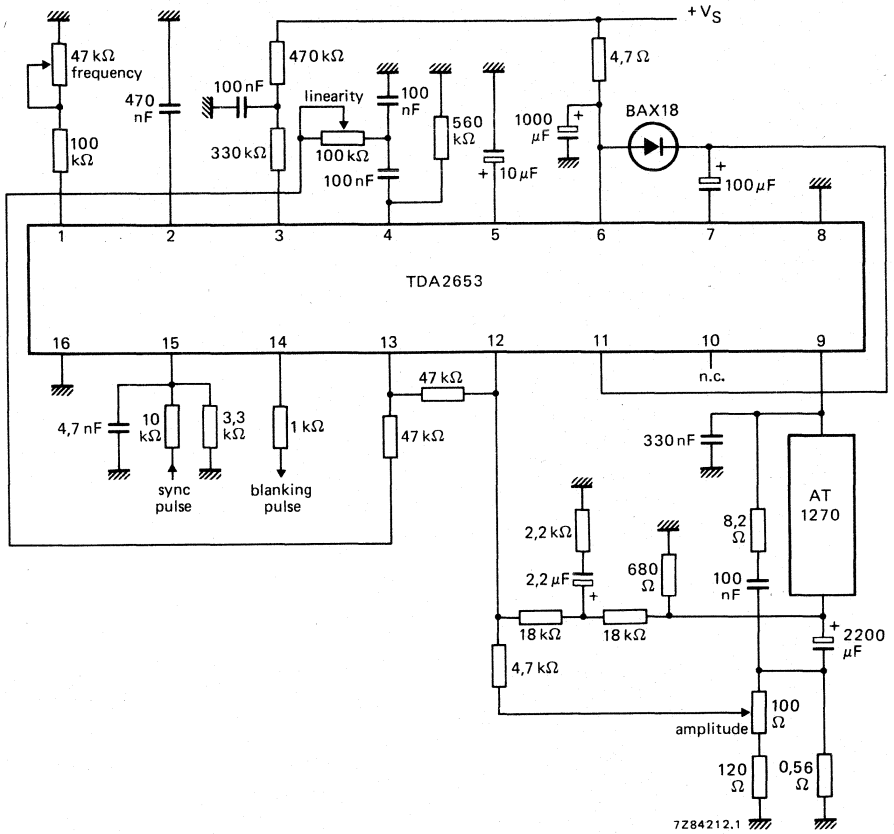 + VS
47 kΩ
frequency
100
kΩ
470
nF
470 kΩ
100 nF
330 kΩ
linearity
100 kΩ
100
nF
100 nF
560
kΩ
+ 10 µF
4,7 Ω
1000
µF
+
BAX18
+
100 µF
1 2 3 4 5 6 7 8
TDA2653
16 15 14 13 12 11 10 9
n.c.
4,7 nF
10
kΩ
3,3
kΩ
sync
pulse
1 kΩ
blanking
pulse
47 kΩ
47 kΩ
330 nF
AT
1270
8,2
Ω
100
nF
2,2 kΩ
2,2 µF
+
680
Ω
18 kΩ
18 kΩ
+
2200
µF
4,7 kΩ
amplitude
100
Ω
120
Ω
0,56
Ω
7Z84212.1